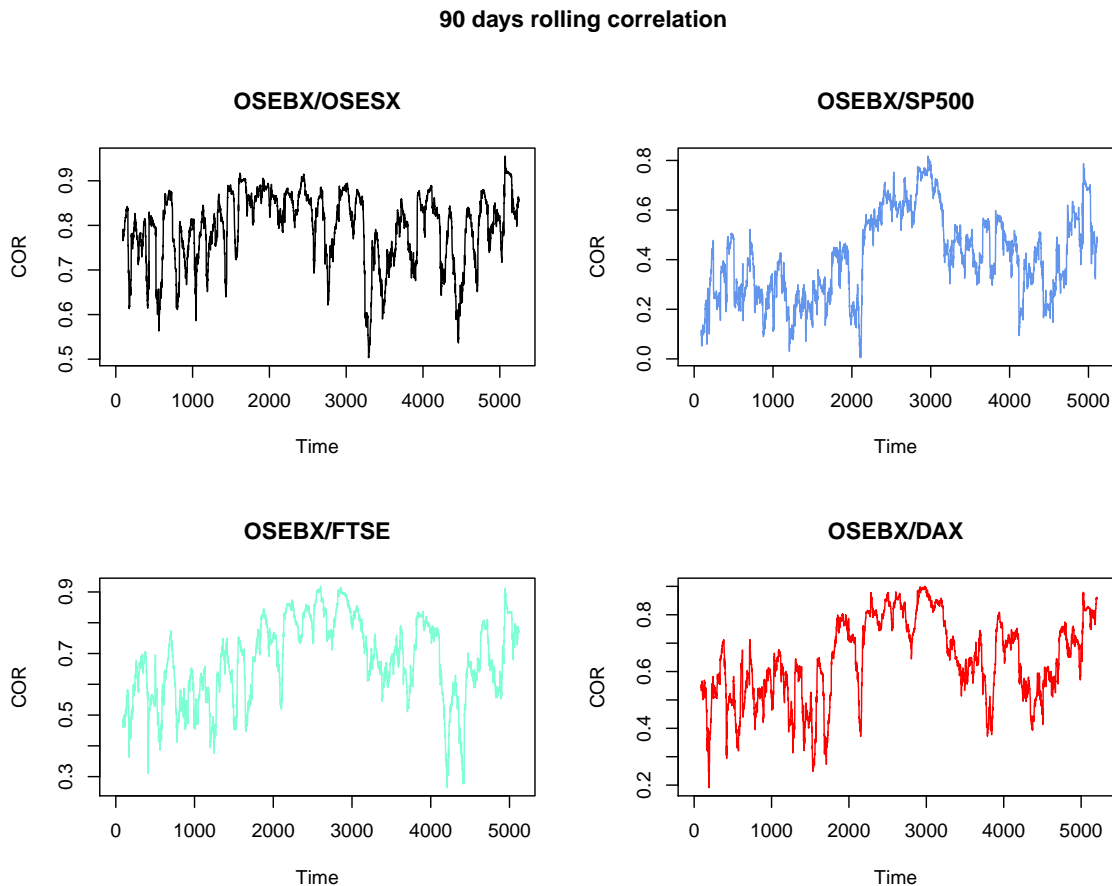 90 days rolling correlation
OSEBX/OSESX
COR
0.5 0.6 0.7 0.8 0.9
0 1000 2000 3000 4000 5000
Time
OSEBX/SP500
COR
0.0 0.2 0.4 0.6 0.8
0 1000 2000 3000 4000 5000
Time
OSEBX/FTSE
COR
0.3 0.5 0.7 0.9
0 1000 2000 3000 4000 5000
Time
OSEBX/DAX
COR
0.2 0.4 0.6 0.8
0 1000 2000 3000 4000 5000
Time